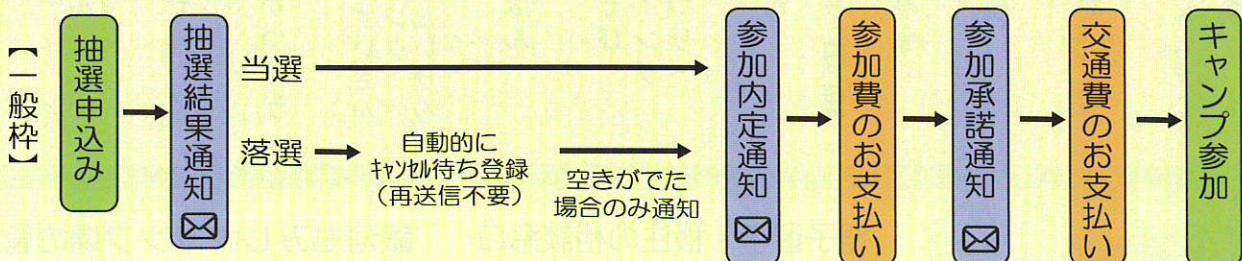 【一般枠】
抽選申込み
抽選結果通知
当選
落選
自動的に
ｷｬﾝｾﾙ待ち登録
（再送信不要）
空きがでた
場合のみ通知
参加内定通知
参加費のお支払い
参加承諾通知
交通費のお支払い
キャンプ参加